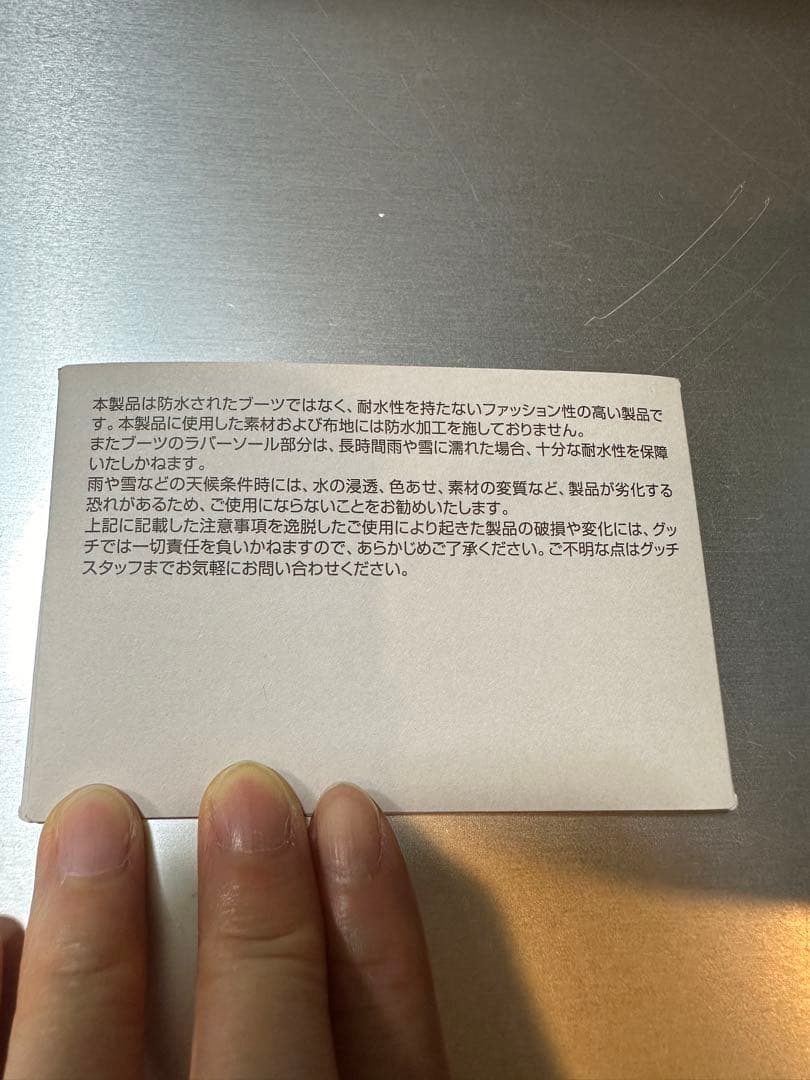 本製品は防水されたブーツではなく、耐水性を持たないファッション性の高い製品で
す。本製品に使用した素材および布地には防水加工を施しておりません。
またブーツのラバーソール部分は、長時間雨や雪に濡れた場合、十分な耐水性を保障
いたしかねます。
雨や雪などの天候条件時には、水の浸透、色あせ、素材の変質など、製品が劣化する
恐れがあるため、ご使用にならないことをお勧めいたします。
上記に記載した注意事項を逸脱したご使用により起きた製品の破損や変化には、グッ
チでは一切責任を負いかねますので、あらかじめご了承ください。ご不明な点はグッチ
スタッフまでお気軽にお問い合わせください。